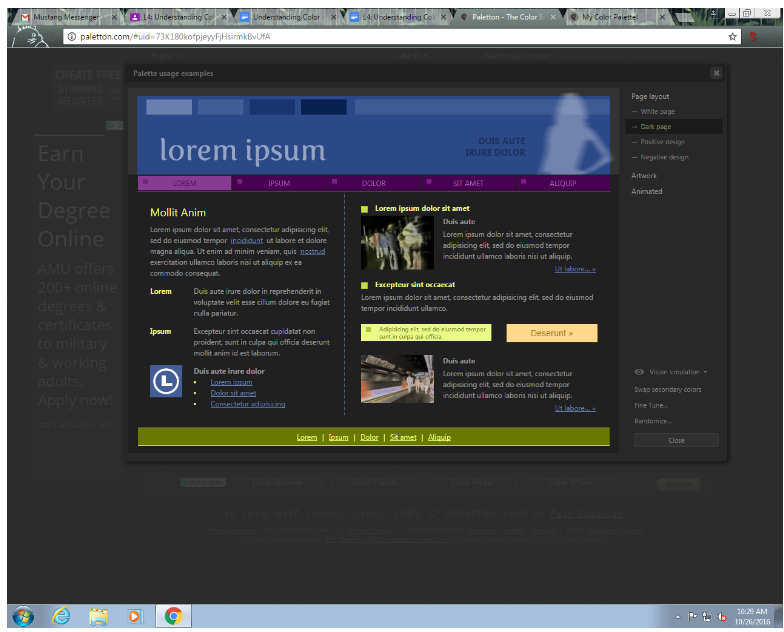 Mustang Messenger
L4: Understanding Co
Understanding Color
L4: Understanding Co
Paletton - The Color S
My Color Palette!
paletton.com/#uid=73K180kofpjeyyFjHsirmkBvUfA
CREATE FREE
STUNNING
WEBSITES
Earn
Your
Degree
Online
AMU offers
200+ online
degrees &
certificates
to military
& working
adults.
Apply now!
Palette usage examples
lorem ipsum
DUIS AUTE
IRURE DOLOR
LOREM
IPSUM
DOLOR
SIT AMET
ALIQUIP
Mollit Anim
Lorem ipsum dolor sit amet, consectetur adipisicing elit,
sed do eiusmod tempor incididunt ut labore et dolore
magna aliqua. Ut enim ad minim veniam, quis nostrud
exercitation ullamco laboris nisi ut aliquip ex ea
commodo consequat.
Lorem
Duis aute irure dolor in reprehenderit in
voluptate velit esse cillum dolore eu fugiat
nulla pariatur.
Ipsum
Excepteur sint occaecat cupidatat non
proident, sunt in culpa qui officia deserunt
mollit anim id est laborum.
Duis aute irure dolor
Lorem ipsum
Dolor sit amet
Consectetur adipisicing
Lorem ipsum dolor sit amet
Duis aute
Lorem ipsum dolor sit amet, consectetur
adipisicing elit, sed do eiusmod tempor
incididunt ullamco laboris nisi ut aliquip.
Ut labore... »
Excepteur sint occaecat
Lorem ipsum dolor sit amet, consectetur adipisicing elit, sed do eiusmod
tempor incididunt ullamco.
Adipisicing elit, sed do eiusmod tempor
sunt in culpa qui officia.
Deserunt »
Duis aute
Lorem ipsum dolor sit amet, consectetur
adipisicing elit, sed do eiusmod tempor
incididunt ullamco laboris nisi ut aliquip.
Ut labore... »
Lorem | Ipsum | Dolor | Sit amet | Aliquip
Page layout
→ White page
→ Dark page
→ Positive design
→ Negative design
Artwork
Animated
Vision simulation
Swap secondary colors
Fine Tune...
Randomize...
Close
In love with colors, since 2002
10:29 AM
10/26/2016